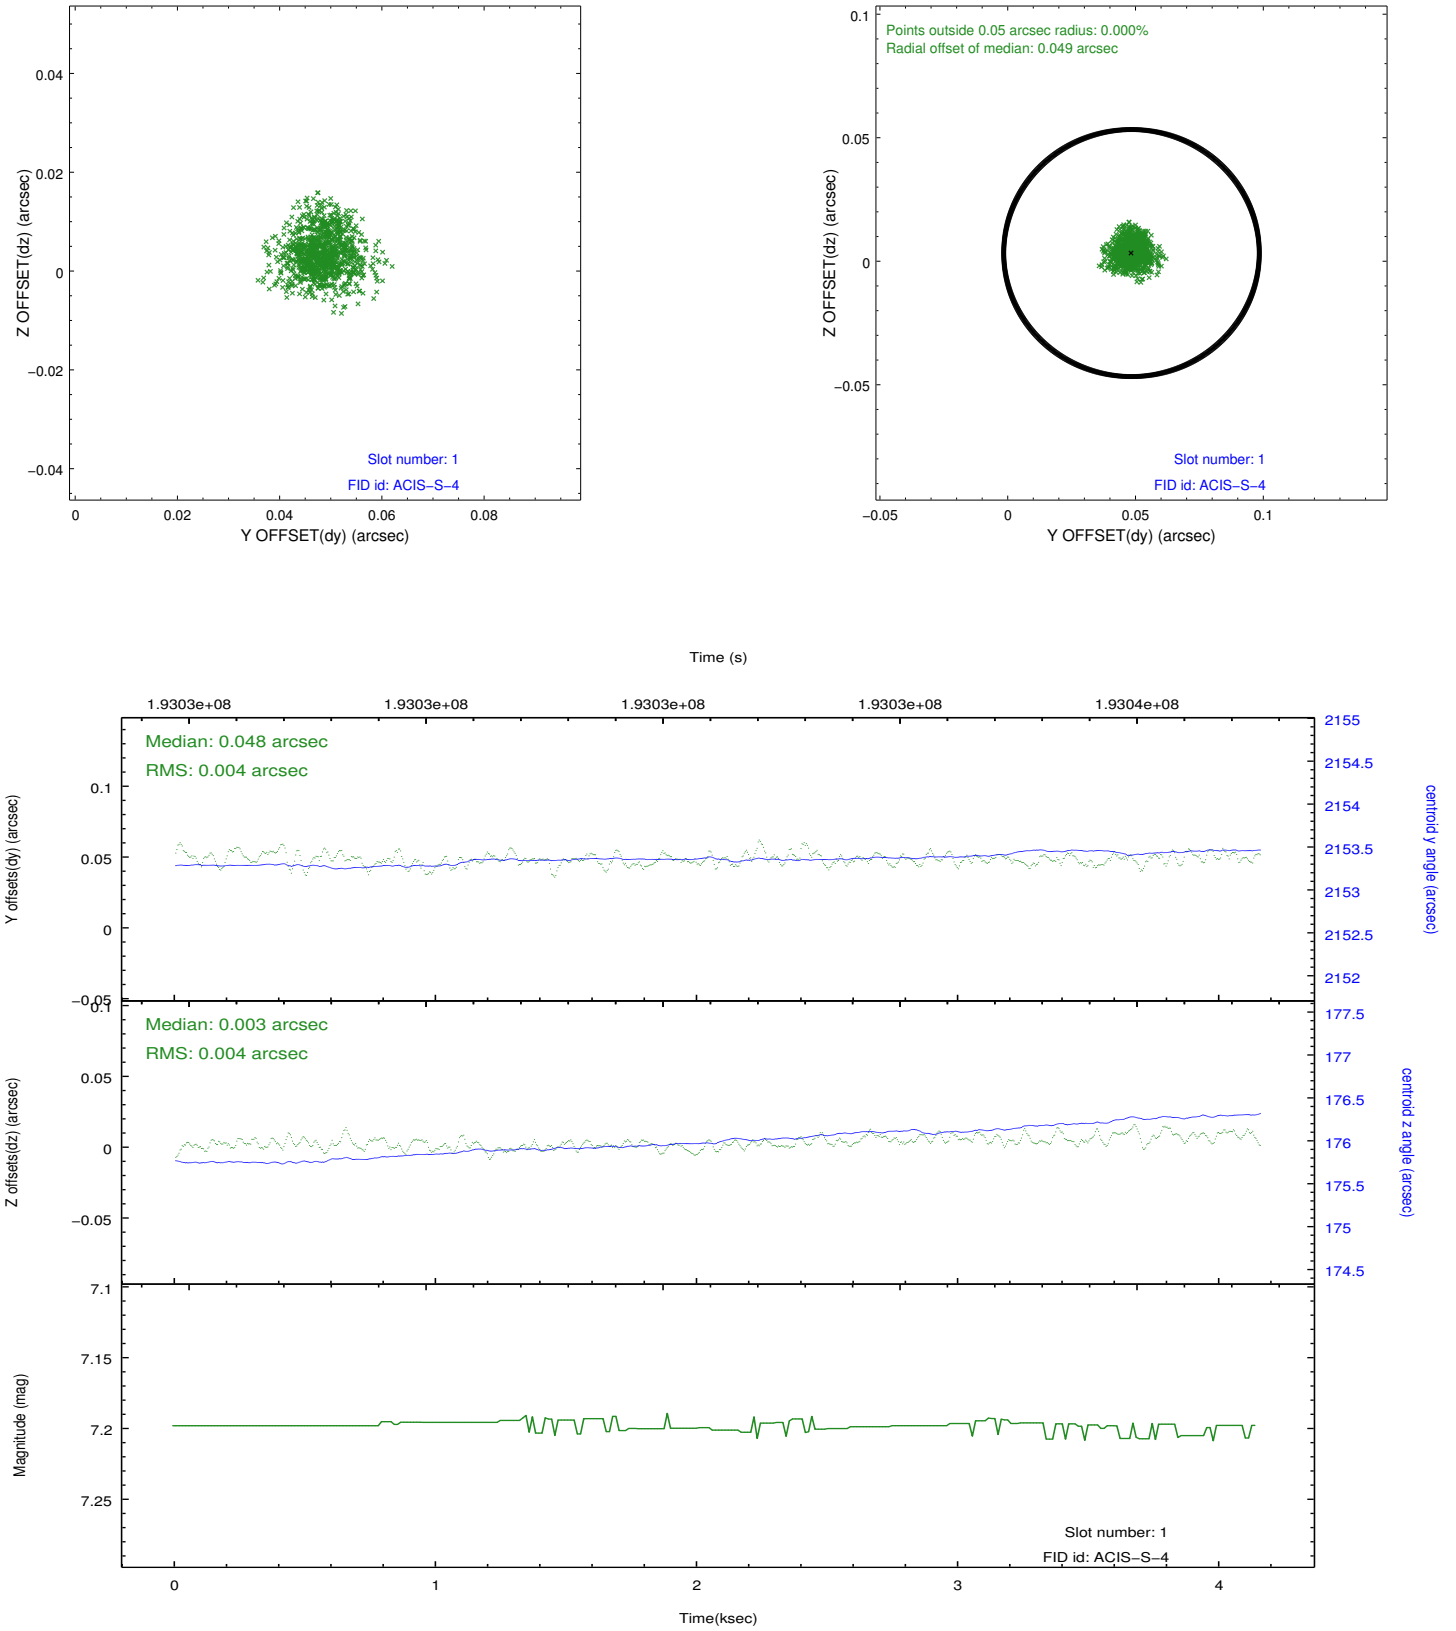 0.04
0.02
0
−0.02
−0.04
Z OFFSET(dz) (arcsec)
Slot number: 1
FID id: ACIS−S−4
0
0.02
0.04
0.06
0.08
Y OFFSET(dy) (arcsec)
Points outside 0.05 arcsec radius: 0.000%
Radial offset of median: 0.049 arcsec
0.1
0.05
0
−0.05
Z OFFSET(dz) (arcsec)
Slot number: 1
FID id: ACIS−S−4
−0.05
0
0.05
0.1
Y OFFSET(dy) (arcsec)
Time (s)
1.9303e+08
1.9303e+08
1.9303e+08
1.9303e+08
1.9304e+08
Median: 0.048 arcsec
RMS: 0.004 arcsec
0.1
0.05
0
−0.05
Y offsets(dy) (arcsec)
2155
2154.5
2154
2153.5
2153
2152.5
2152
centroid y angle (arcsec)
Median: 0.003 arcsec
RMS: 0.004 arcsec
0.1
0.05
0
−0.05
Z offsets(dz) (arcsec)
177.5
177
176.5
176
175.5
175
174.5
centroid z angle (arcsec)
7.1
7.15
7.2
7.25
Magnitude (mag)
Slot number: 1
FID id: ACIS−S−4
0
1
2
3
4
Time(ksec)